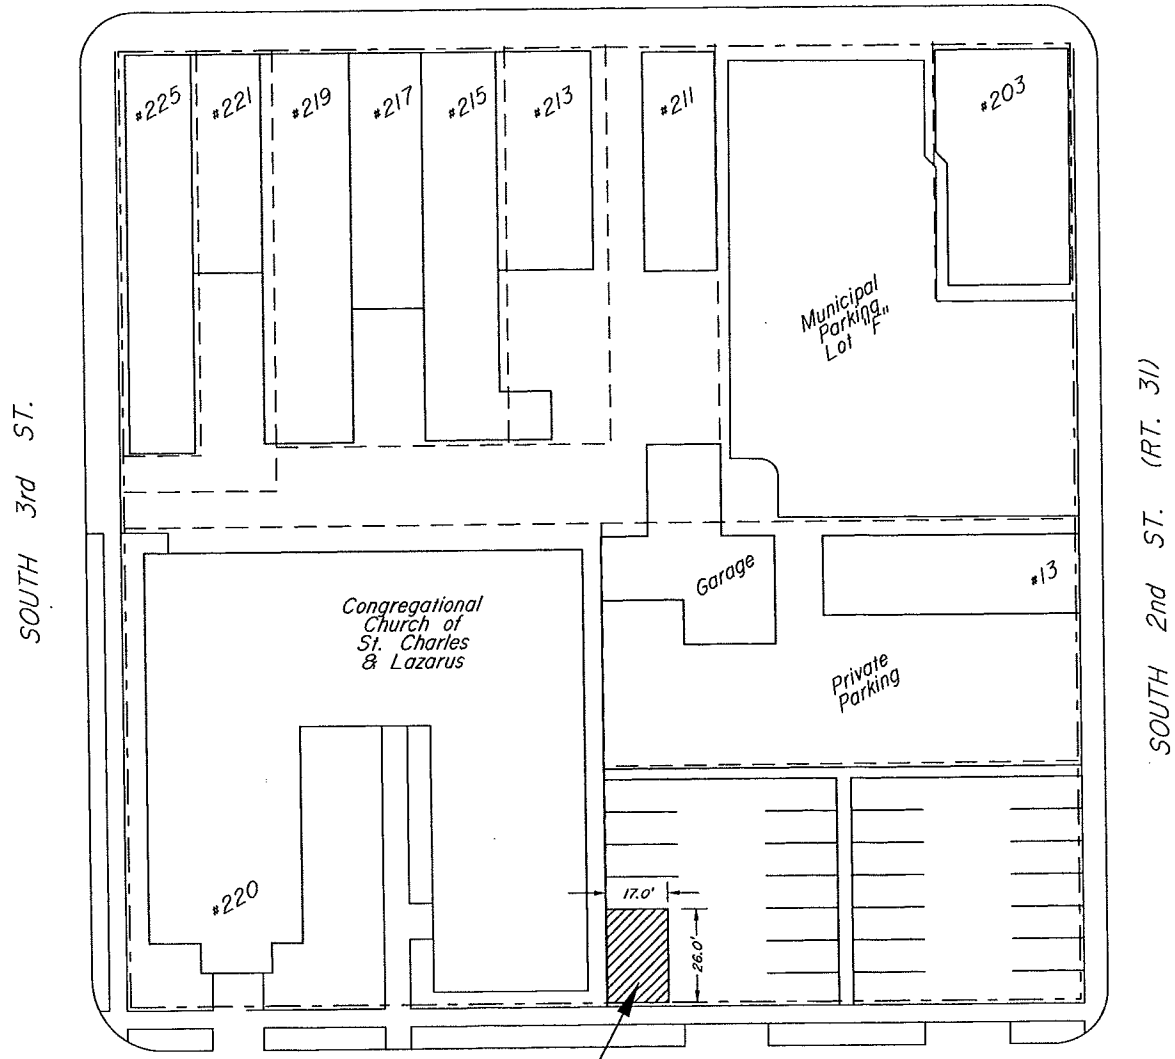 #225
#221
#219
#217
#215
#213
#211
#203
Municipal
Parking
Lot "F"
SOUTH 3rd ST.
SOUTH 2nd ST. (RT. 31)
Garage
#13
Congregational
Church of
St. Charles
& Lazarus
Private
Parking
#220
17.0'
26.0'